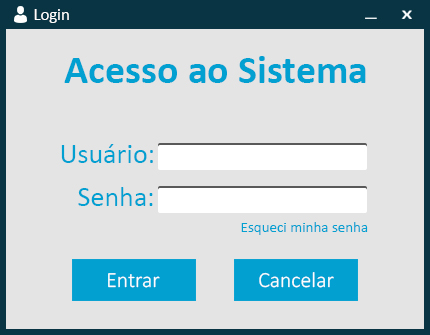 Login
Acesso ao Sistema
Usuário:
Senha:
Esqueci minha senha
Entrar Cancelar